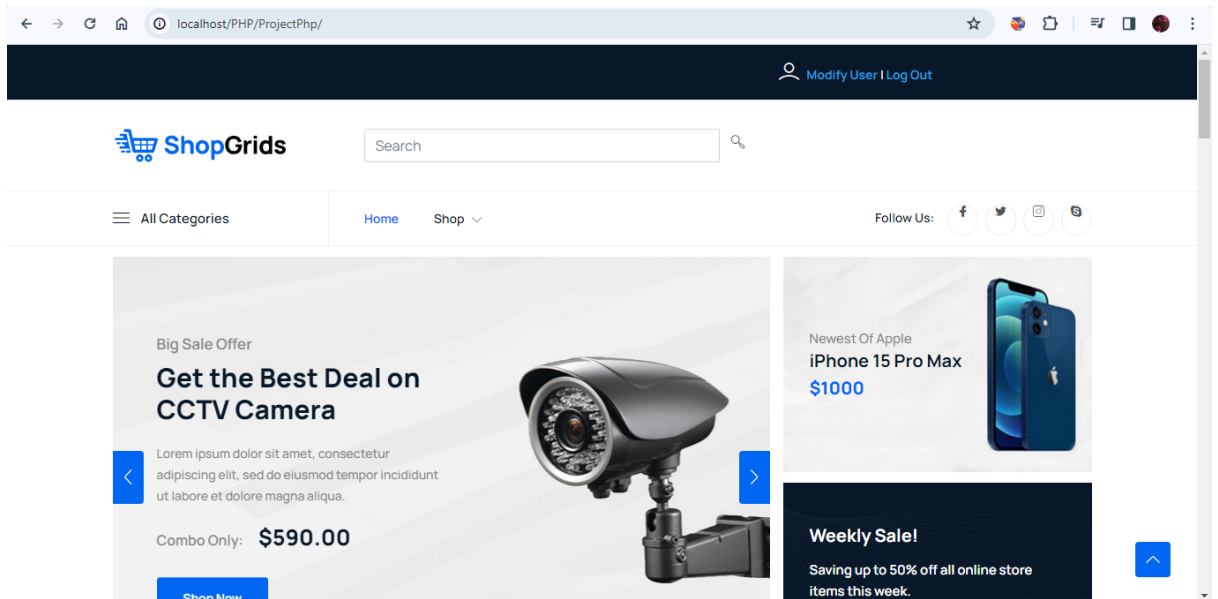 localhost/PHP/ProjectPhp/
Modify User | Log Out
ShopGrids
Search
All Categories
Home
Shop
Follow Us:
Big Sale Offer
Get the Best Deal on
CCTV Camera
Lorem ipsum dolor sit amet, consectetur
adipiscing elit, sed do eiusmod tempor incididunt
ut labore et dolore magna aliqua.
Combo Only: $590.00
Shop Now
Newest Of Apple
iPhone 15 Pro Max
$1000
Weekly Sale!
Saving up to 50% off all online store
items this week.